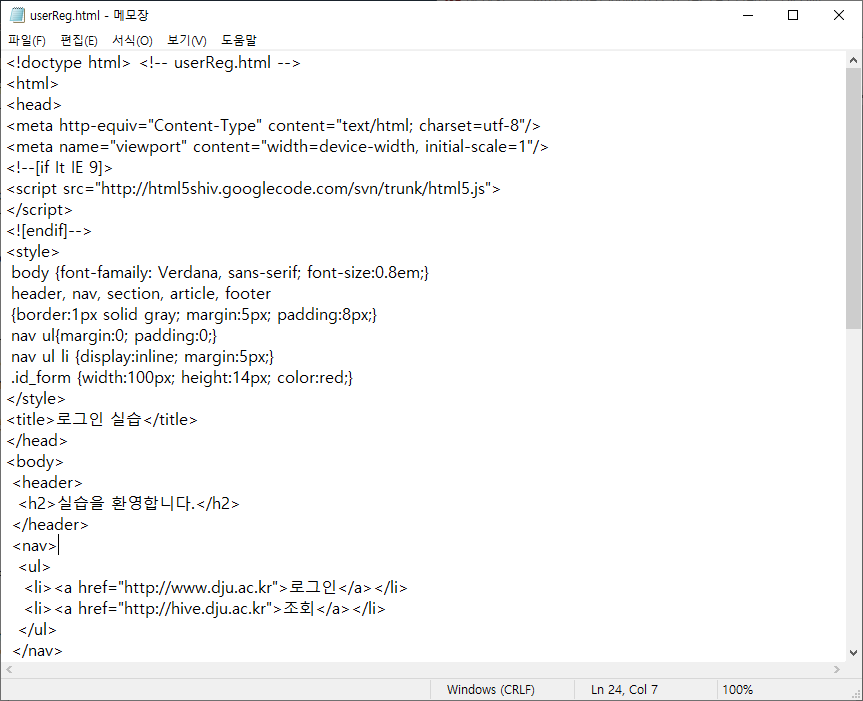 userReg.html - 메모장
파일(F) 편집(E) 서식(O) 보기(V) 도움말
<!doctype html> <!-- userReg.html -->
<html>
<head>
<meta http-equiv="Content-Type" content="text/html; charset=utf-8"/>
<meta name="viewport" content="width=device-width, initial-scale=1"/>
<!--[if lt IE 9]>
<script src="http://html5shiv.googlecode.com/svn/trunk/html5.js">
</script>
<![endif]-->
<style>
body {font-famaily: Verdana, sans-serif; font-size:0.8em;}
header, nav, section, article, footer
{border:1px solid gray; margin:5px; padding:8px;}
nav ul{margin:0; padding:0;}
nav ul li {display:inline; margin:5px;}
.id_form {width:100px; height:14px; color:red;}
</style>
<title>로그인 실습</title>
</head>
<body>
<header>
<h2>실습을 환영합니다.</h2>
</header>
<nav>
<ul>
<li><a href="http://www.dju.ac.kr">로그인</a></li>
<li><a href="http://hive.dju.ac.kr">조회</a></li>
</ul>
</nav>
Windows (CRLF) Ln 24, Col 7 100%